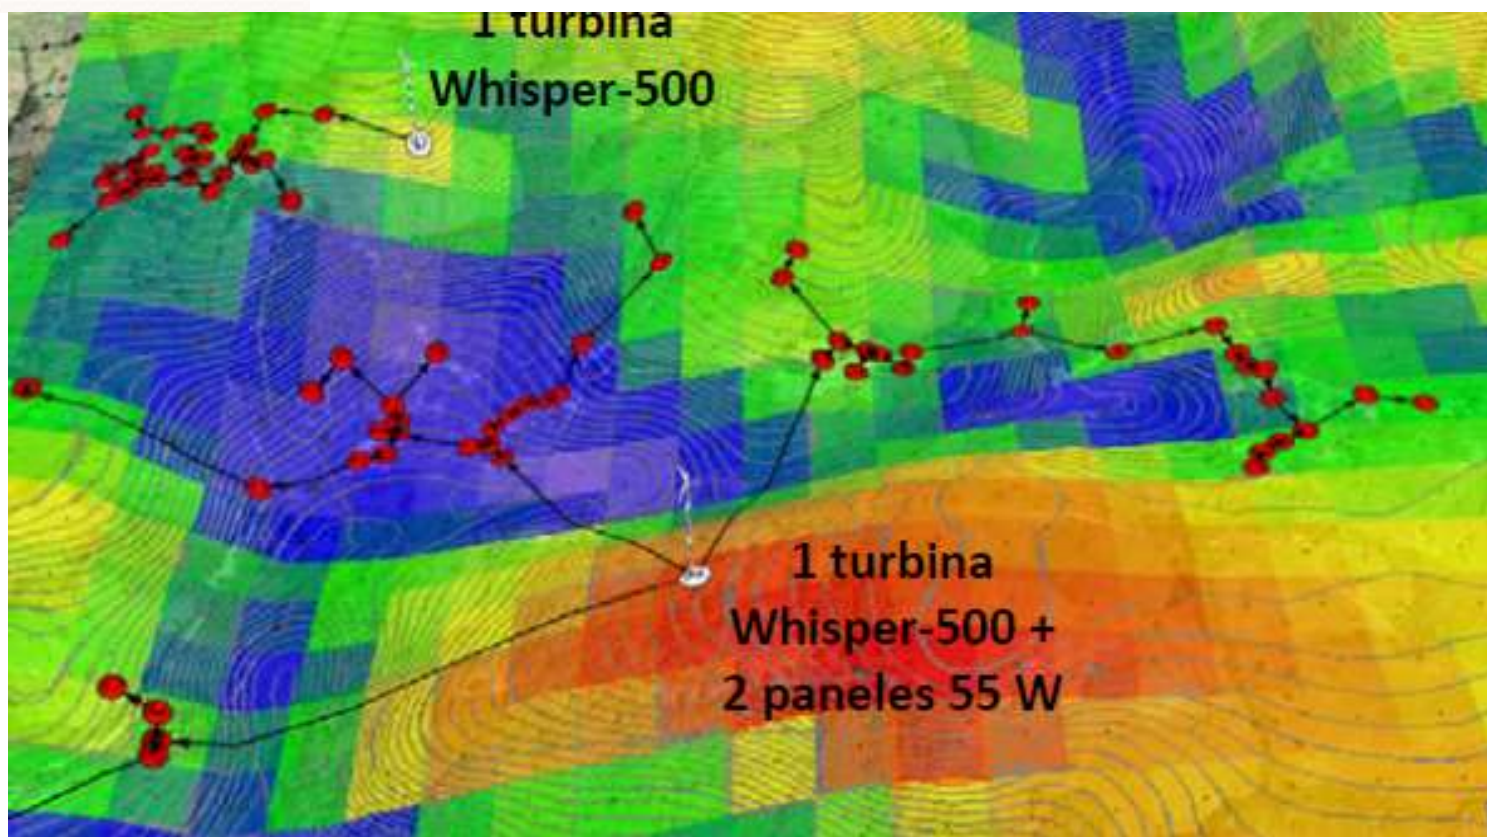 1 turbina
Whisper-500
1 turbina
Whisper-500 +
2 paneles 55 W